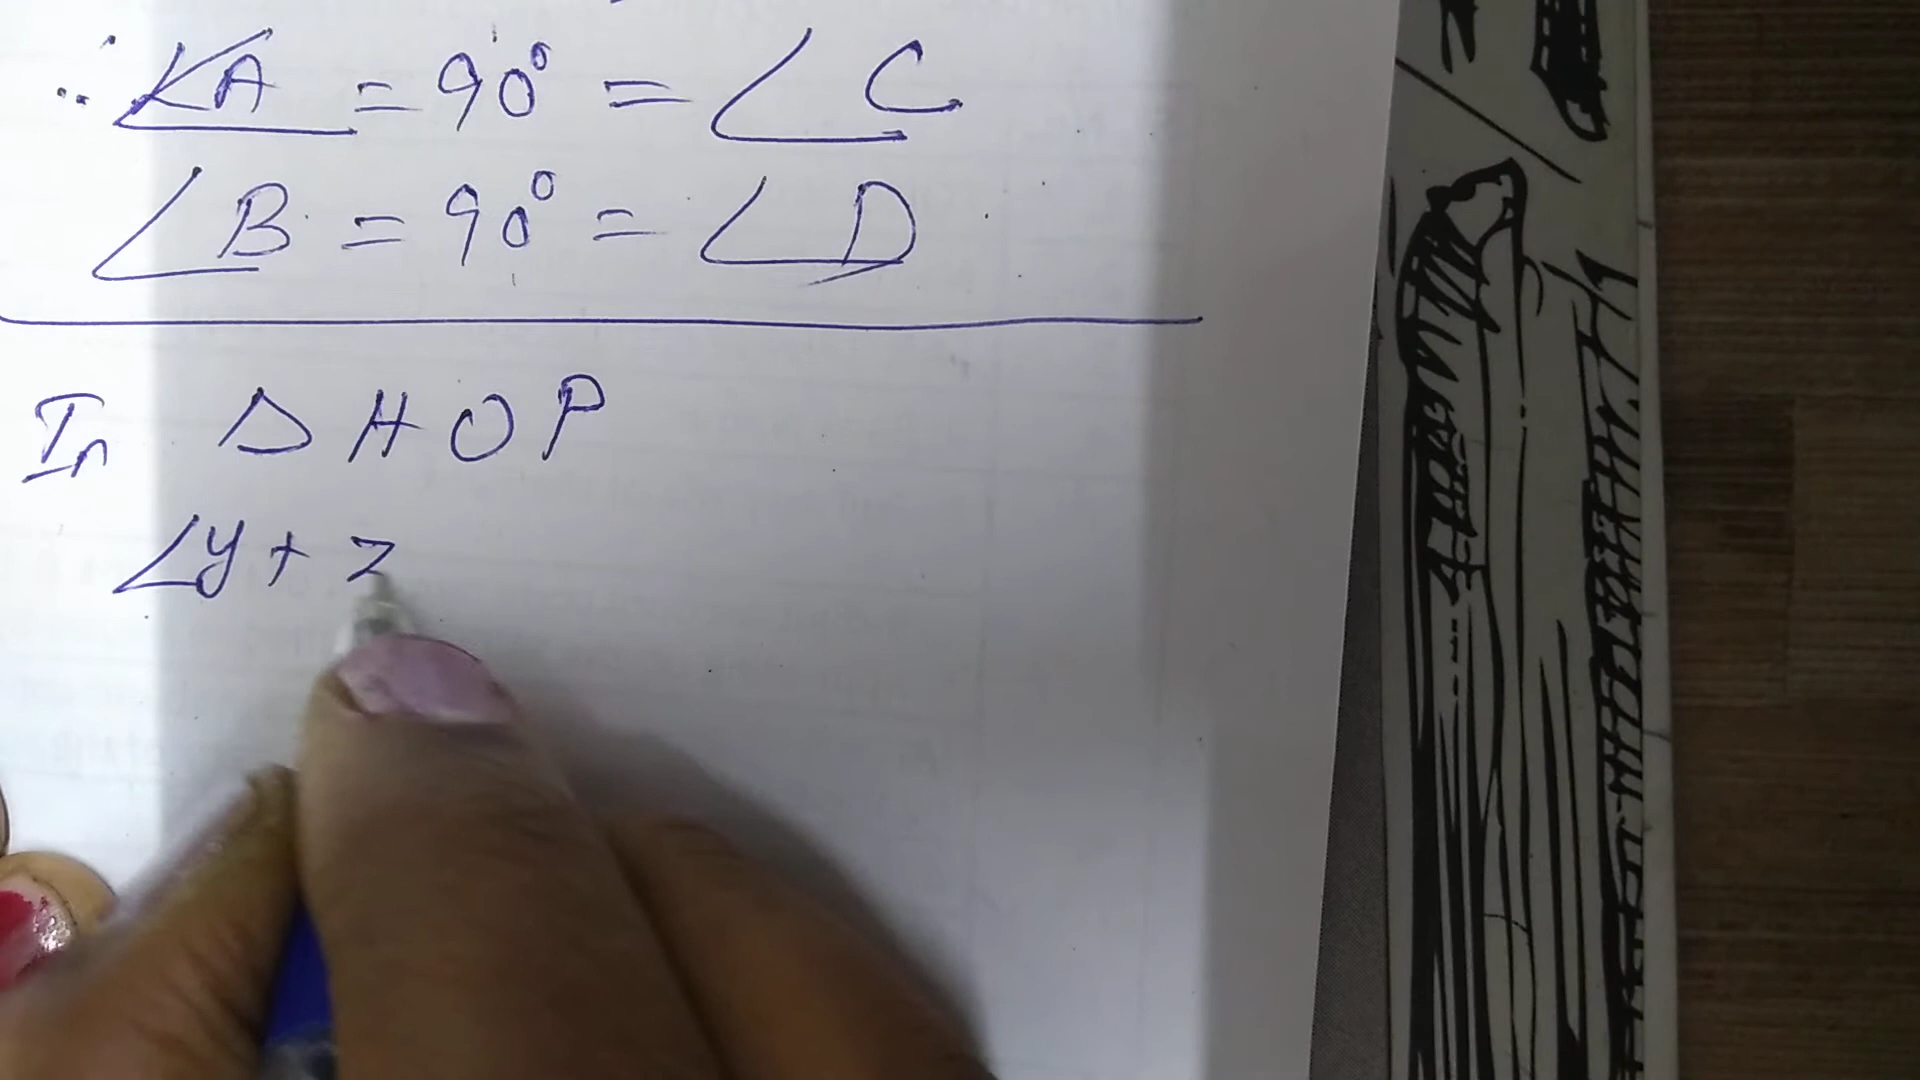 ∴ ∠A = 90° = ∠C
∠B = 90° = ∠D
In △ HOP
∠y + z